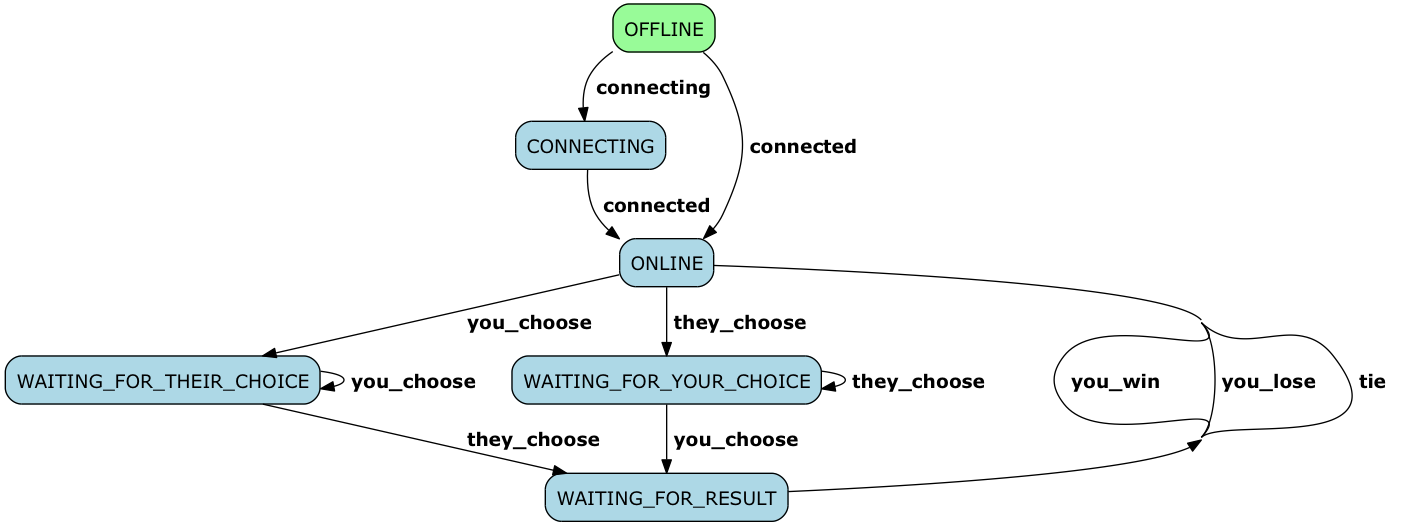 OFFLINE
connecting
CONNECTING
connected
connected
ONLINE
you_choose
they_choose
WAITING_FOR_THEIR_CHOICE
you_choose
WAITING_FOR_YOUR_CHOICE
they_choose
you_win
you_lose
tie
they_choose
you_choose
WAITING_FOR_RESULT